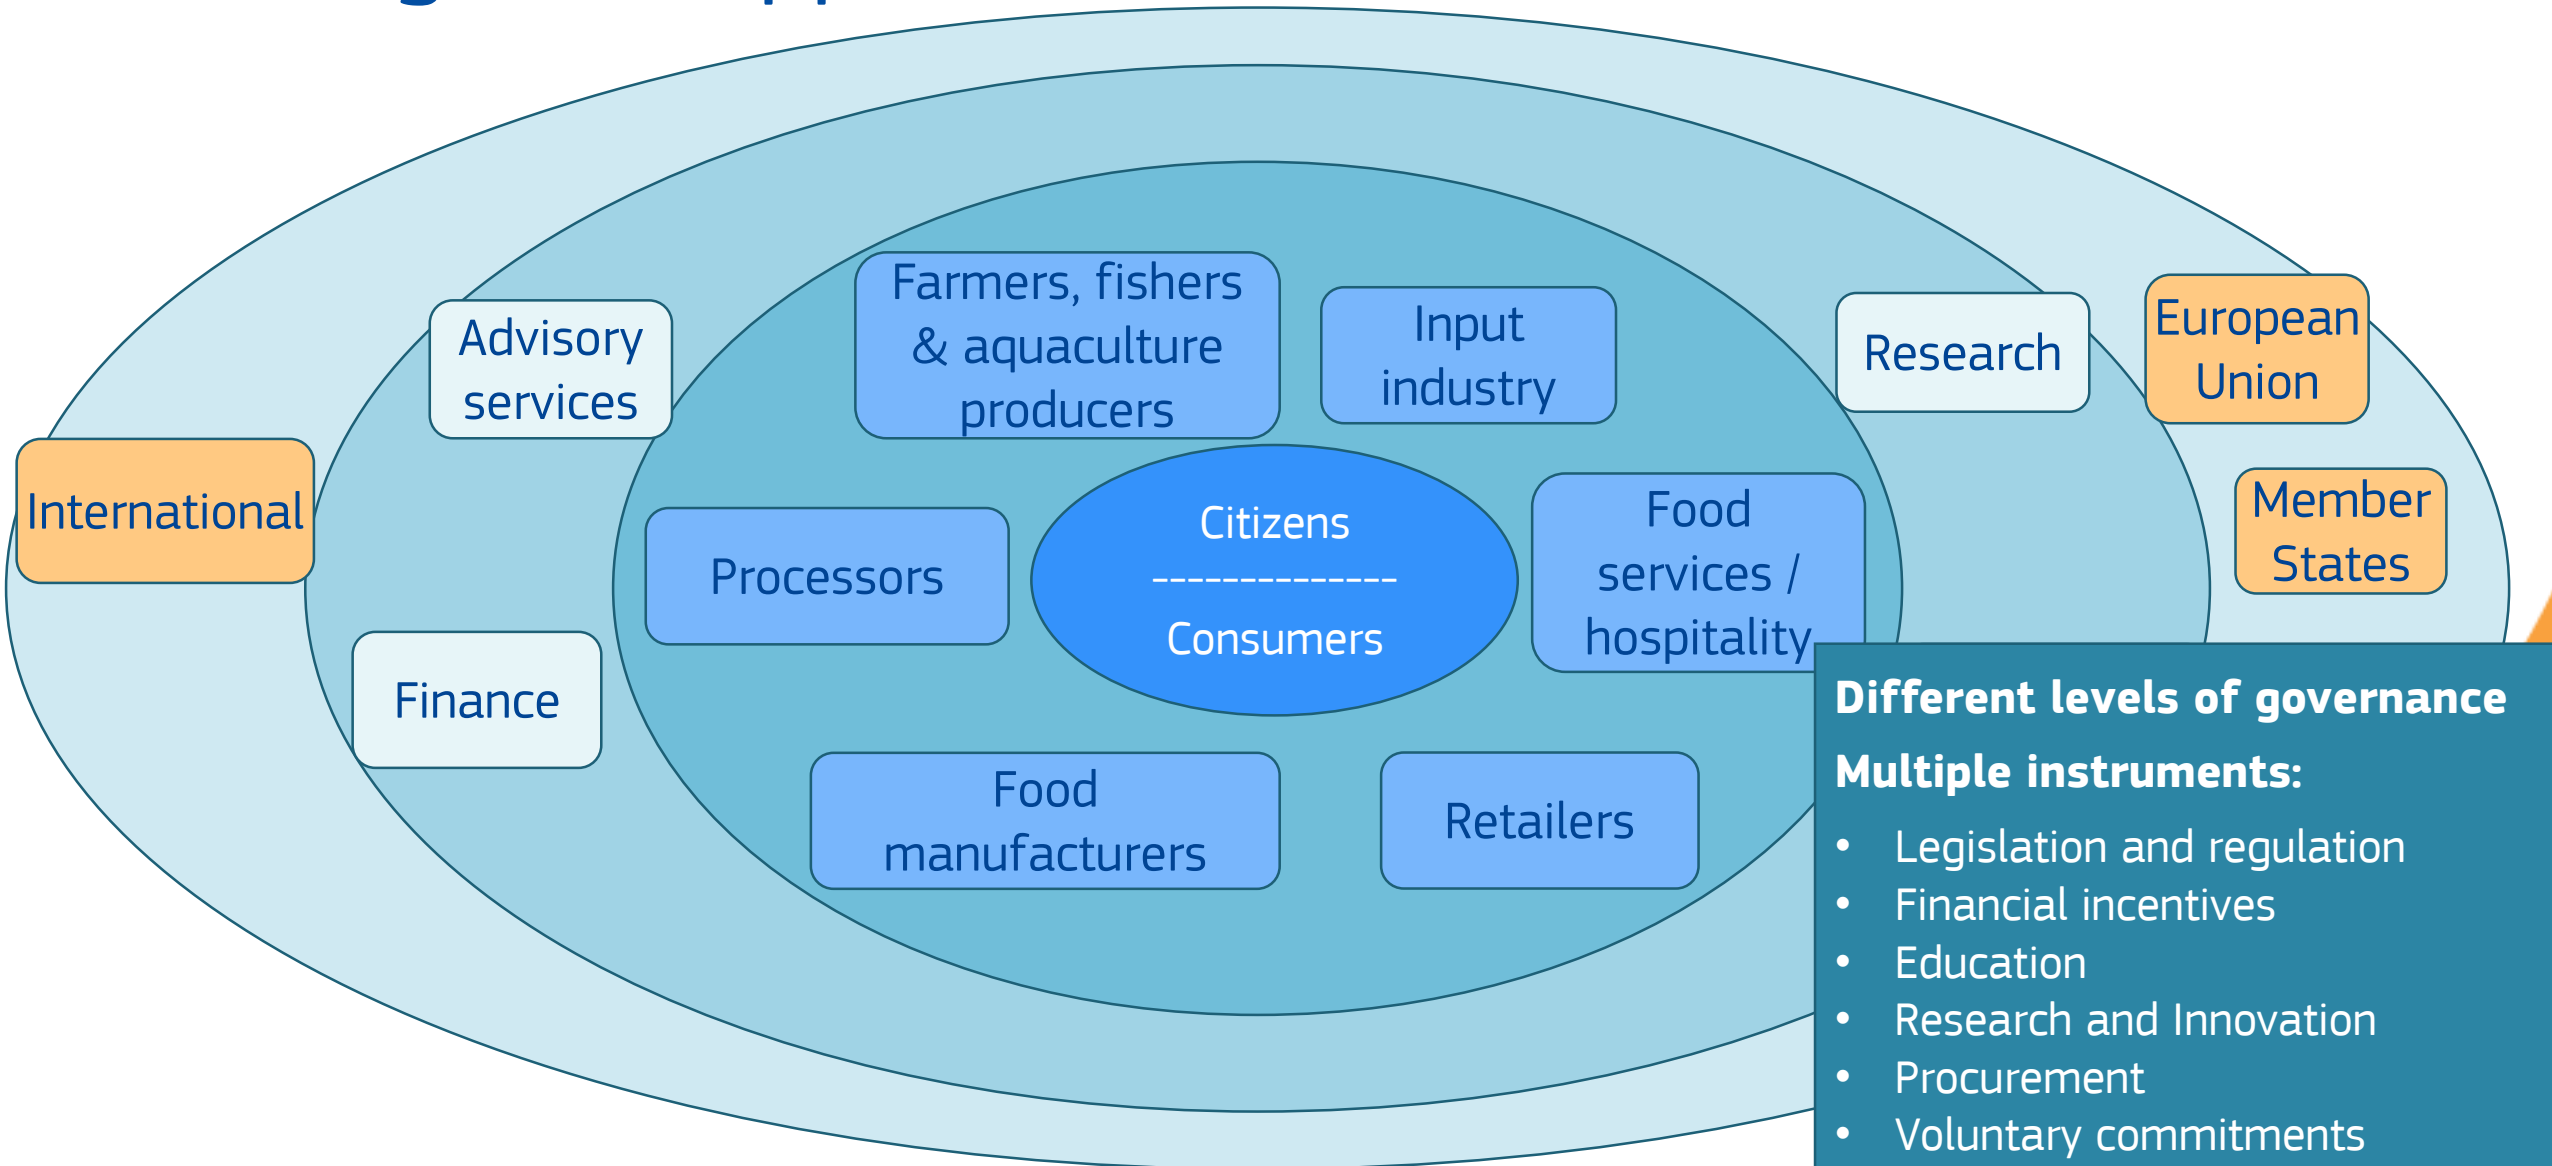 Farmers, fishers
& aquaculture
producers
Input
industry
Advisory
services
Research
European
Union
International
Member
States
Processors
Citizens
--------------
Consumers
Food
services /
hospitality
Finance
Food
manufacturers
Retailers
Different levels of governance
Multiple instruments:
• Legislation and regulation
• Financial incentives
• Education
• Research and Innovation
• Procurement
• Voluntary commitments